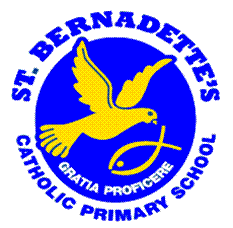 ST. BERNADETTE'S
GRATIA PROFICERE
CATHOLIC PRIMARY SCHOOL